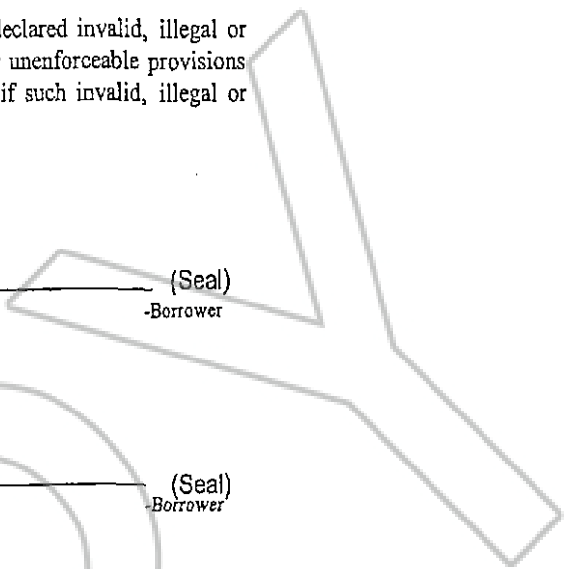 declared invalid, illegal or
unenforceable provisions
if such invalid, illegal or
(Seal)
-Borrower
(Seal)
-Borrower